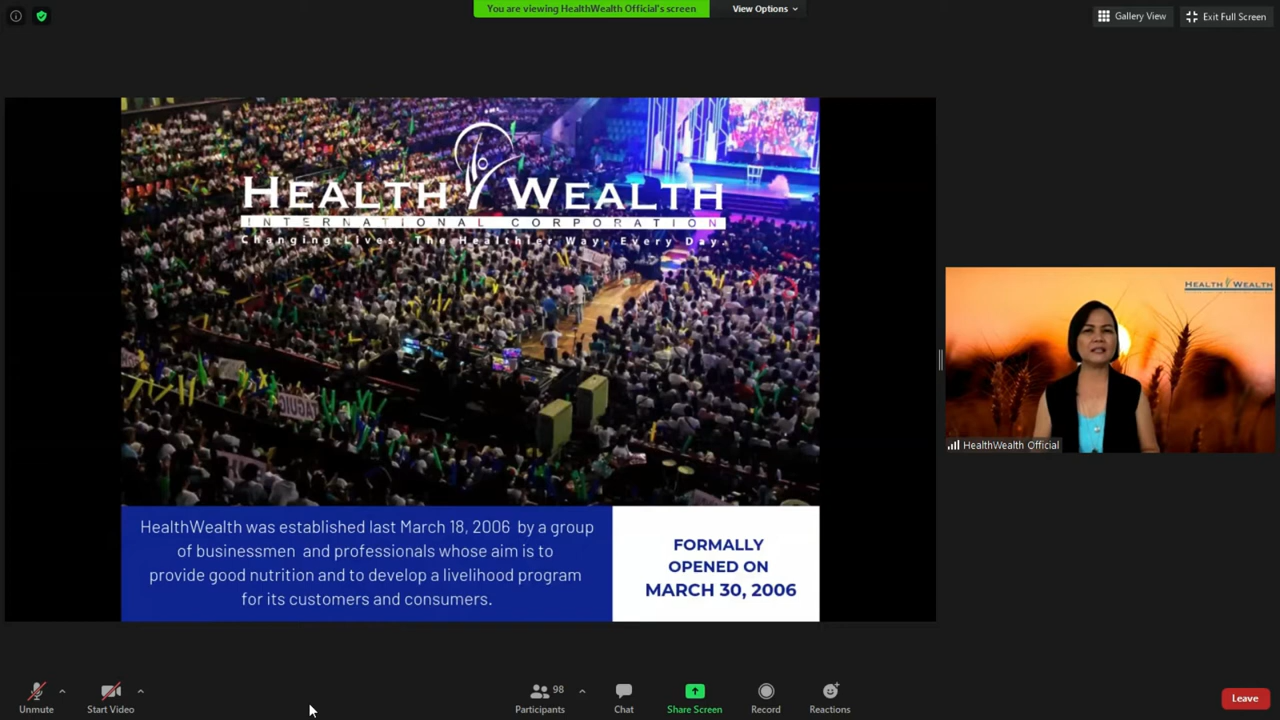 You are viewing HealthWealth Official's screen
View Options
Gallery View
Exit Full Screen
HEALTH WEALTH
INTERNATIONAL CORPORATION
Changing Lives. The Healthier Way. Every Day.
TAGUIG
HEALTH WEALTH
HealthWealth Official
HealthWealth was established last March 18, 2006 by a group
of businessmen and professionals whose aim is to
provide good nutrition and to develop a livelihood program
for its customers and consumers.
FORMALLY
OPENED ON
MARCH 30, 2006
Unmute
Start Video
98
Participants
Chat
Share Screen
Record
Reactions
Leave